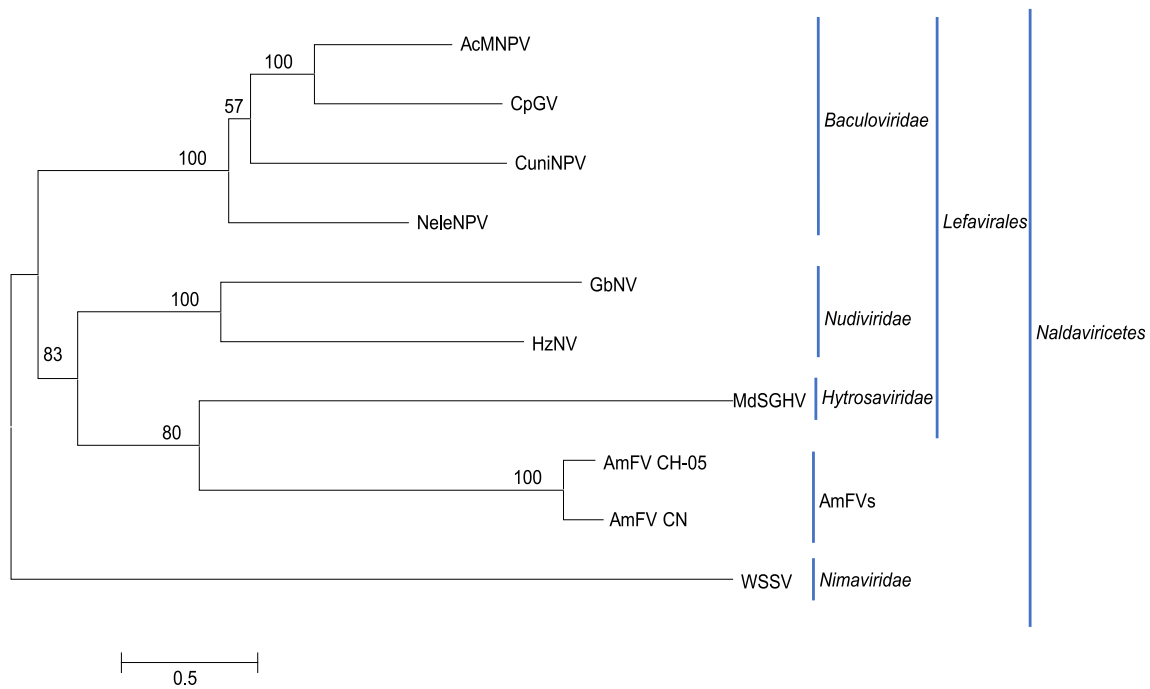 AcMNPV
100
CpGV
57
Baculoviridae
100
CuniNPV
NeleNPV
Lefavirales
GbNV
100
Nudiviridae
HzNV
Naldaviricetes
83
MdSGHV
Hytrosaviridae
80
AmFV CH-05
100
AmFVs
AmFV CN
WSSV
Nimaviridae
0.5